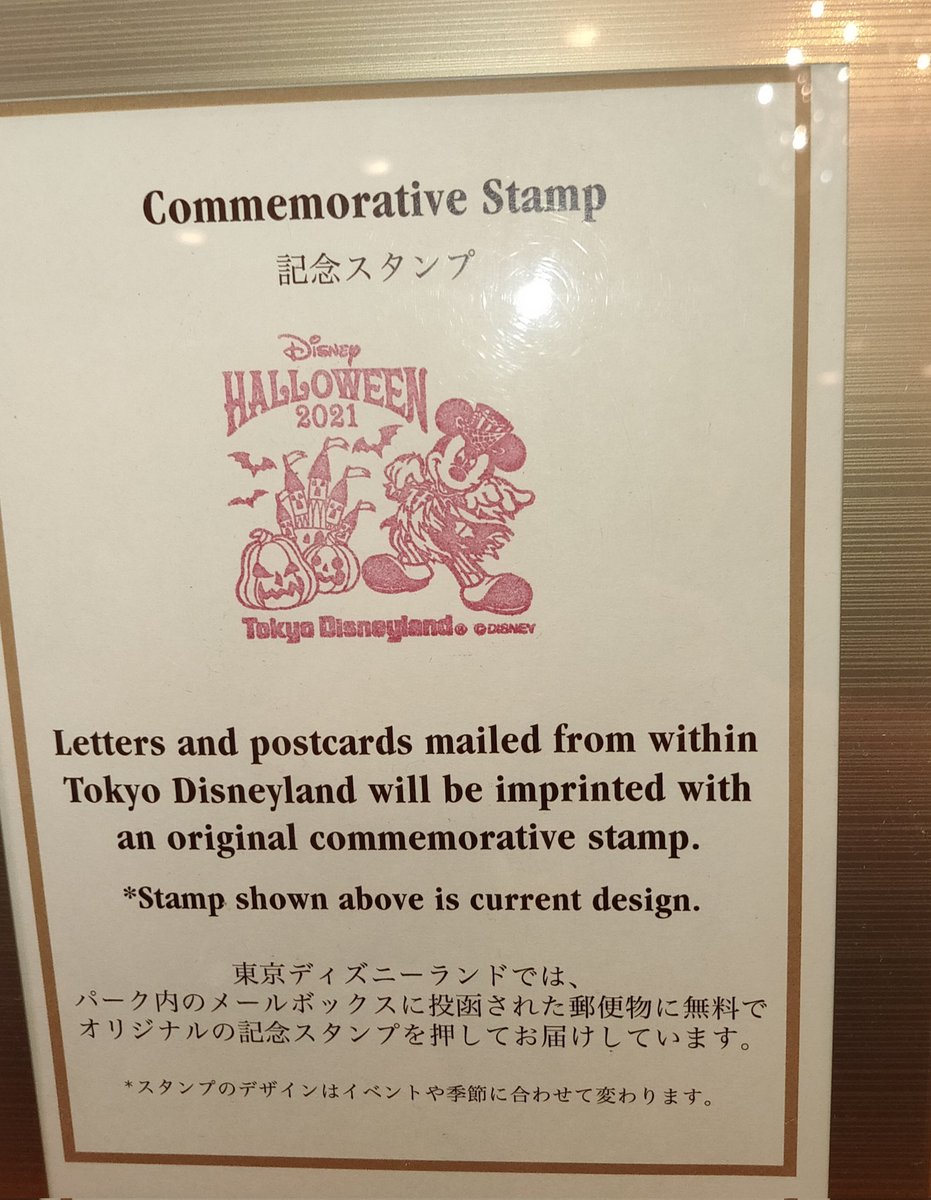 Commemorative Stamp
記念スタンプ
Disney
HALLOWEEN
2021
Tokyo Disneyland® ©DISNEY
Letters and postcards mailed from within
Tokyo Disneyland will be imprinted with
an original commemorative stamp.
*Stamp shown above is current design.
東京ディズニーランドでは、
パーク内のメールボックスに投函された郵便物に無料で
オリジナルの記念スタンプを押してお届けしています。
*スタンプのデザインはイベントや季節に合わせて変わります。